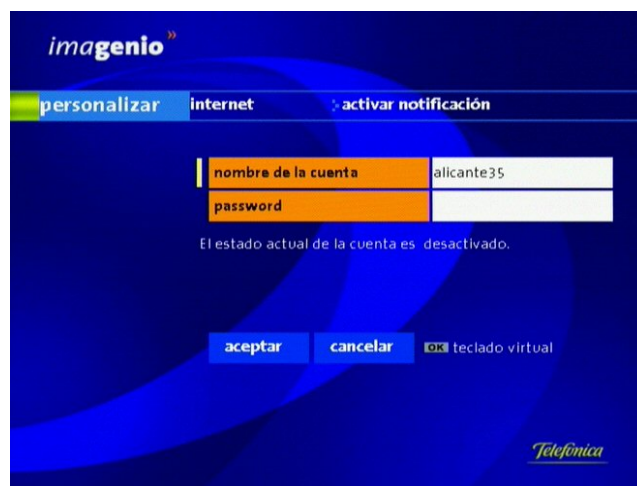 imagenio»
personalizar internet activar notificación
nombre de la cuenta alicante35
password
El estado actual de la cuenta es desactivado.
aceptar cancelar OK teclado virtual
Telefónica